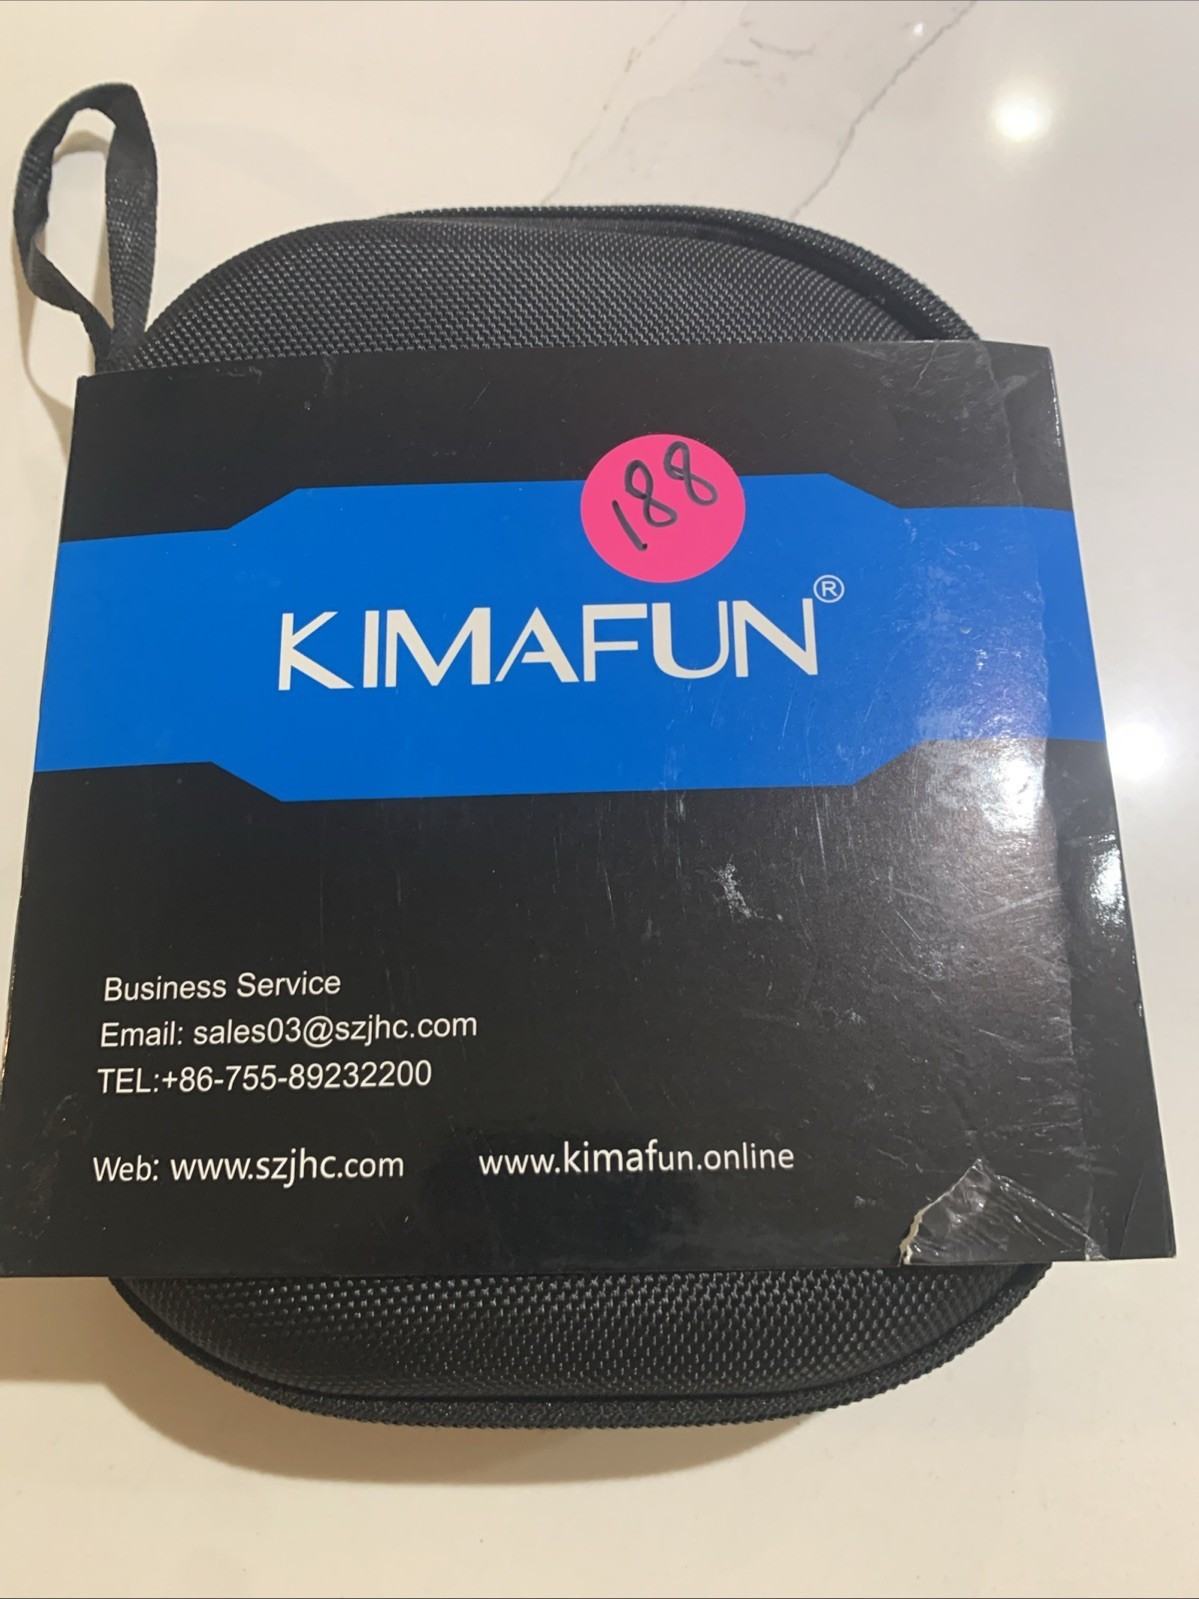 188
KIMAFUN®
Business Service
Email: sales03@szjhc.com
TEL:+86-755-89232200
Web: www.szjhc.com www.kimafun.online